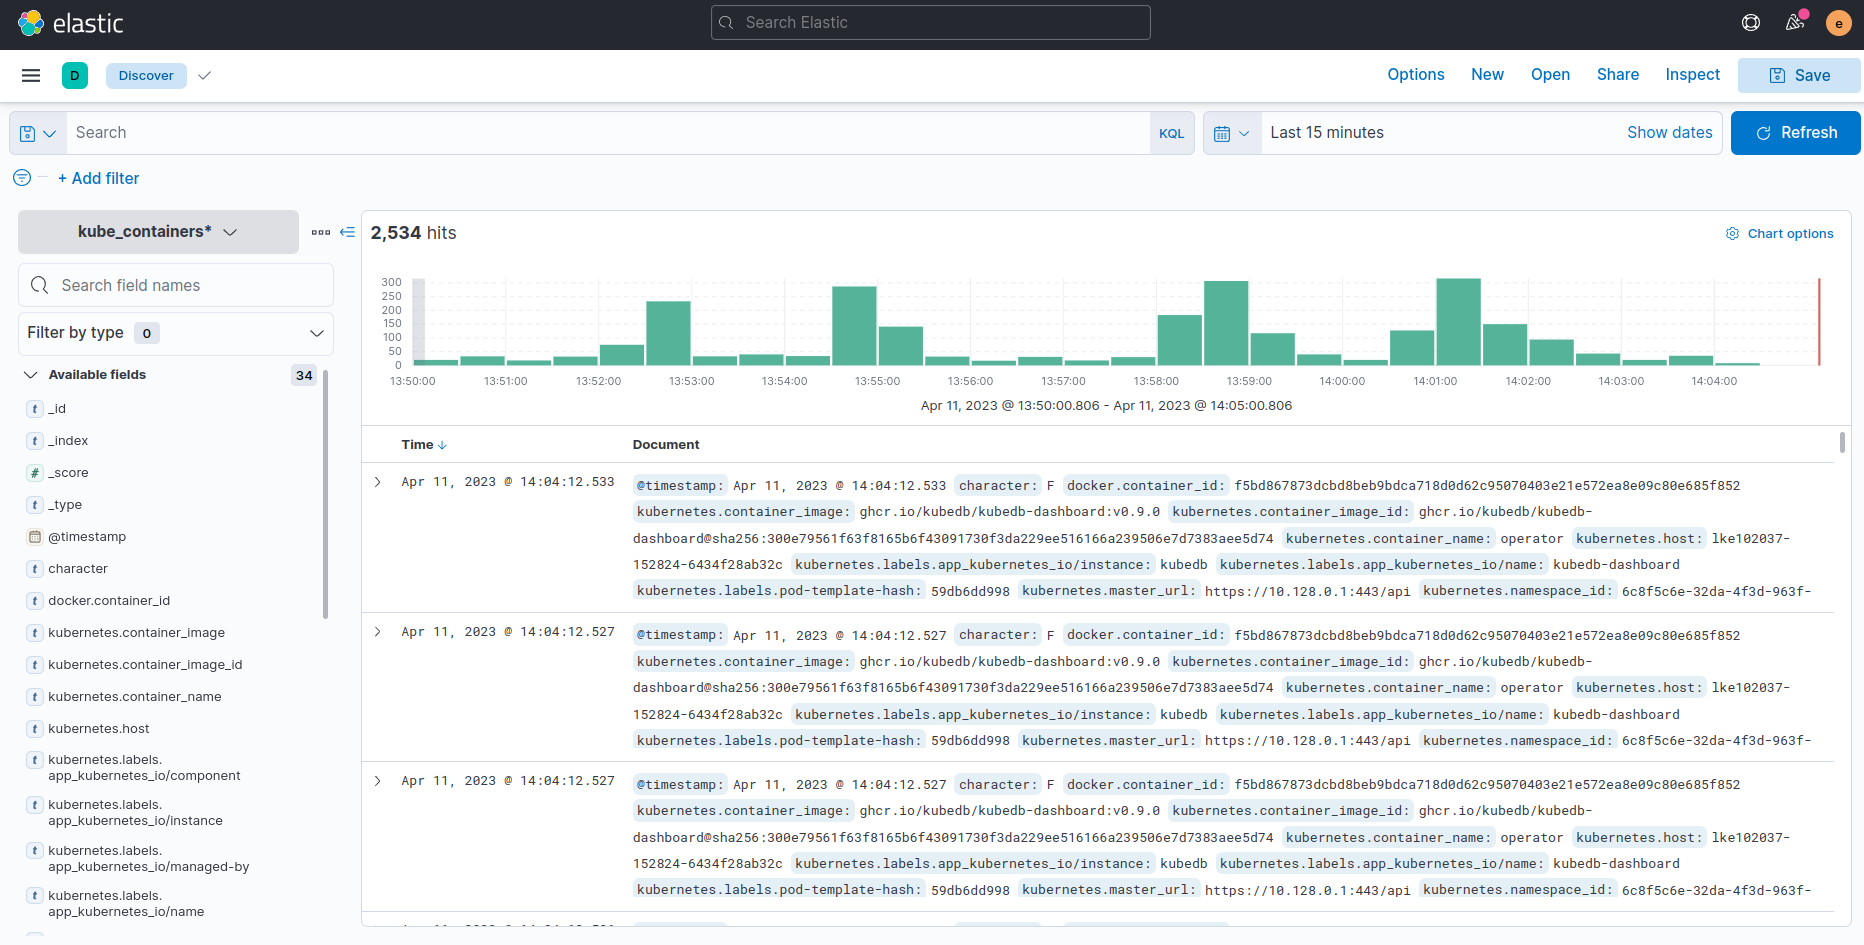 elastic
Search Elastic
e
D
Discover
Options
New
Open
Share
Inspect
Save
Search
KQL
Last 15 minutes
Show dates
Refresh
+ Add filter
kube_containers*
Search field names
Filter by type 0
Available fields 34
t _id
t _index
# _score
t _type
@timestamp
t character
t docker.container_id
t kubernetes.container_image
t kubernetes.container_image_id
t kubernetes.container_name
t kubernetes.host
t kubernetes.labels.
app_kubernetes_io/component
t kubernetes.labels.
app_kubernetes_io/instance
t kubernetes.labels.
app_kubernetes_io/managed-by
t kubernetes.labels.
app_kubernetes_io/name
2,534 hits
Chart options
300
250
200
150
100
50
0
13:50:00 13:51:00 13:52:00 13:53:00 13:54:00 13:55:00 13:56:00 13:57:00 13:58:00 13:59:00 14:00:00 14:01:00 14:02:00 14:03:00 14:04:00
Apr 11, 2023 @ 13:50:00.806 - Apr 11, 2023 @ 14:05:00.806
Time Document
Apr 11, 2023 @ 14:04:12.533 @timestamp: Apr 11, 2023 @ 14:04:12.533 character: F docker.container_id: f5bd867873dcbd8beb9bdca718d0d62c95070403e21e572ea8e09c80e685f852
kubernetes.container_image: ghcr.io/kubedb/kubedb-dashboard:v0.9.0 kubernetes.container_image_id: ghcr.io/kubedb/kubedb-
dashboard@sha256:300e79561f63f8165b6f43091730f3da229ee516166a239506e7d7383aee5d74 kubernetes.container_name: operator kubernetes.host: lke102037-
152824-6434f28ab32c kubernetes.labels.app_kubernetes_io/instance: kubedb kubernetes.labels.app_kubernetes_io/name: kubedb-dashboard
kubernetes.labels.pod-template-hash: 59db6dd998 kubernetes.master_url: https://10.128.0.1:443/api kubernetes.namespace_id: 6c8f5c6e-32da-4f3d-963f-
Apr 11, 2023 @ 14:04:12.527 @timestamp: Apr 11, 2023 @ 14:04:12.527 character: F docker.container_id: f5bd867873dcbd8beb9bdca718d0d62c95070403e21e572ea8e09c80e685f852
kubernetes.container_image: ghcr.io/kubedb/kubedb-dashboard:v0.9.0 kubernetes.container_image_id: ghcr.io/kubedb/kubedb-
dashboard@sha256:300e79561f63f8165b6f43091730f3da229ee516166a239506e7d7383aee5d74 kubernetes.container_name: operator kubernetes.host: lke102037-
152824-6434f28ab32c kubernetes.labels.app_kubernetes_io/instance: kubedb kubernetes.labels.app_kubernetes_io/name: kubedb-dashboard
kubernetes.labels.pod-template-hash: 59db6dd998 kubernetes.master_url: https://10.128.0.1:443/api kubernetes.namespace_id: 6c8f5c6e-32da-4f3d-963f-
Apr 11, 2023 @ 14:04:12.527 @timestamp: Apr 11, 2023 @ 14:04:12.527 character: F docker.container_id: f5bd867873dcbd8beb9bdca718d0d62c95070403e21e572ea8e09c80e685f852
kubernetes.container_image: ghcr.io/kubedb/kubedb-dashboard:v0.9.0 kubernetes.container_image_id: ghcr.io/kubedb/kubedb-
dashboard@sha256:300e79561f63f8165b6f43091730f3da229ee516166a239506e7d7383aee5d74 kubernetes.container_name: operator kubernetes.host: lke102037-
152824-6434f28ab32c kubernetes.labels.app_kubernetes_io/instance: kubedb kubernetes.labels.app_kubernetes_io/name: kubedb-dashboard
kubernetes.labels.pod-template-hash: 59db6dd998 kubernetes.master_url: https://10.128.0.1:443/api kubernetes.namespace_id: 6c8f5c6e-32da-4f3d-963f-